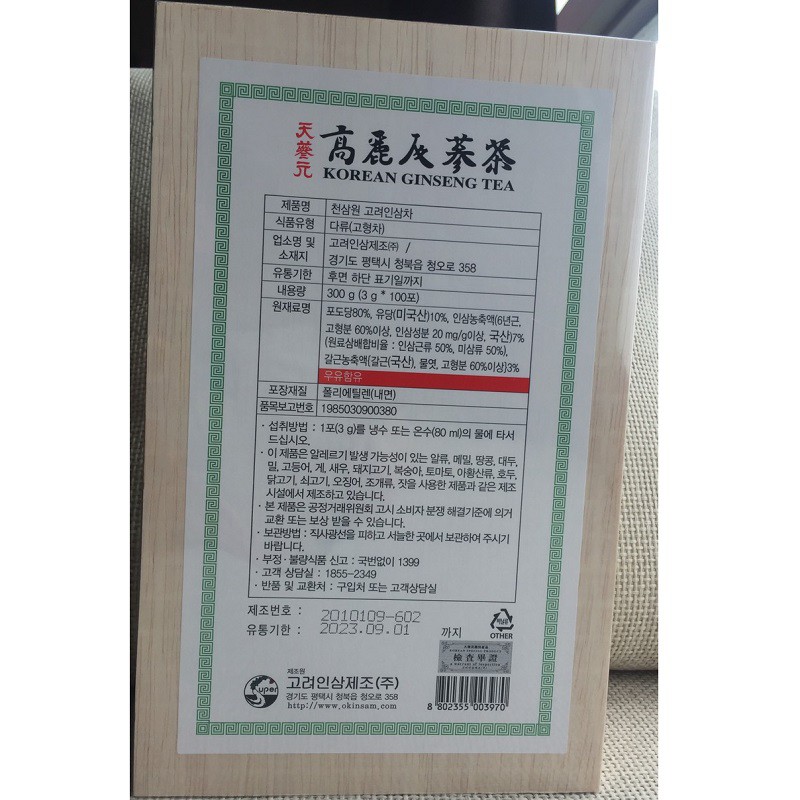 天蔘元
高麗人蔘茶
KOREAN GINSENG TEA
제품명 천삼원 고려인삼차
식품유형 다류(고형차)
업소명 및 소재지 고려인삼제조㈜ /
경기도 평택시 청북읍 청오로 358
유통기한 후면 하단 표기일까지
내용량 300 g (3 g * 100포)
원재료명 포도당80%, 유당(미국산)10%, 인삼농축액(6년근,
고형분 60%이상, 인삼성분 20 mg/g이상, 국산)7%
(원료삼배합비율 : 인삼근류 50%, 미삼류 50%),
갈근농축액{갈근(국산), 물엿, 고형분 60%이상}3%
우유함유
포장재질 폴리에틸렌(내면)
품목보고번호 1985030900380
· 섭취방법 : 1포(3 g)를 냉수 또는 온수(80 ml)의 물에 타서
드십시오.
· 이 제품은 알레르기 발생 가능성이 있는 알류, 메밀, 땅콩, 대두,
밀, 고등어, 게, 새우, 돼지고기, 복숭아, 토마토, 아황산류, 호두,
닭고기, 쇠고기, 오징어, 조개류, 잣을 사용한 제품과 같은 제조
시설에서 제조하고 있습니다.
· 본 제품은 공정거래위원회 고시 소비자 분쟁 해결기준에 의거
교환 또는 보상 받을 수 있습니다.
· 보관방법 : 직사광선을 피하고 서늘한 곳에서 보관하여 주시기
바랍니다.
· 부정 · 불량식품 신고 : 국번없이 1399
· 고객 상담실 : 1855-2349
· 반품 및 교환처 : 구입처 또는 고객상담실
제조번호 : 2010109-602
유통기한 : 2023.09.01 까지
OTHER
檢查畢證
제조원
Super
고려인삼제조(주)
경기도 평택시 청북읍 청오로 358
http://www.okinsam.com
8 802355 003970